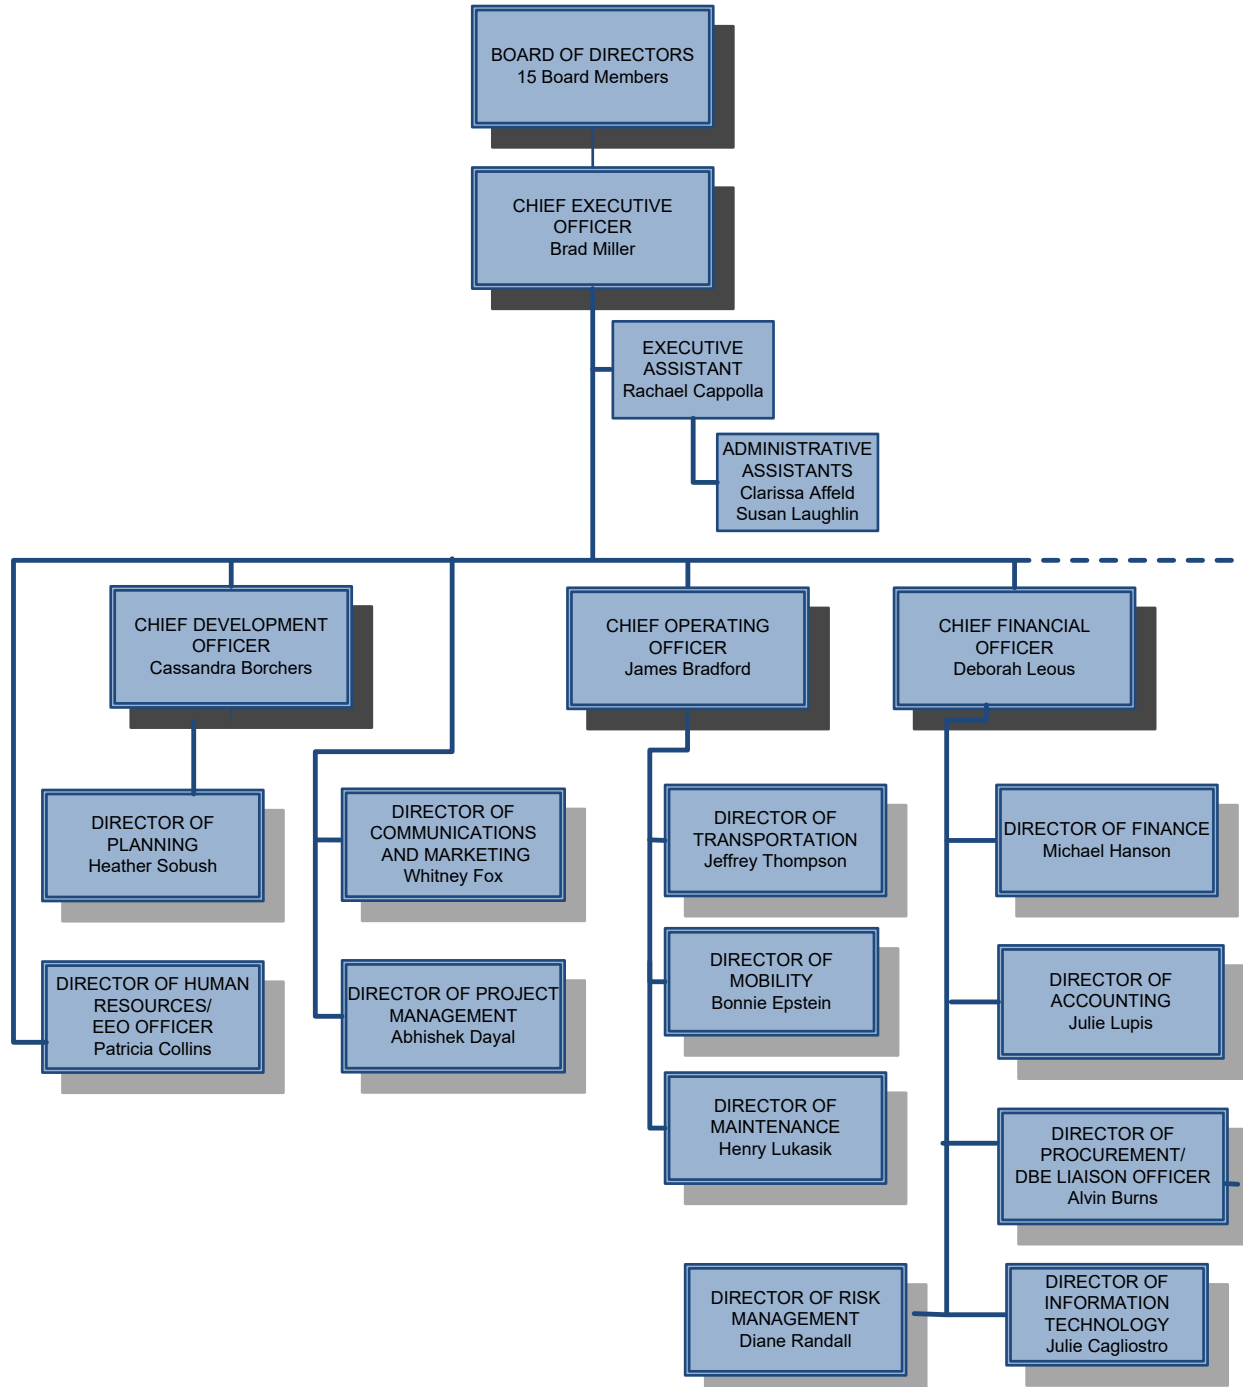 BOARD OF DIRECTORS
15 Board Members
CHIEF EXECUTIVE
OFFICER
Brad Miller
EXECUTIVE
ASSISTANT
Rachael Cappolla
ADMINISTRATIVE
ASSISTANTS
Clarissa Affeld
Susan Laughlin
CHIEF DEVELOPMENT
OFFICER
Cassandra Borchers
CHIEF OPERATING
OFFICER
James Bradford
CHIEF FINANCIAL
OFFICER
Deborah Leous
DIRECTOR OF
PLANNING
Heather Sobush
DIRECTOR OF
COMMUNICATIONS
AND MARKETING
Whitney Fox
DIRECTOR OF
TRANSPORTATION
Jeffrey Thompson
DIRECTOR OF FINANCE
Michael Hanson
DIRECTOR OF HUMAN
RESOURCES/
EEO OFFICER
Patricia Collins
DIRECTOR OF PROJECT
MANAGEMENT
Abhishek Dayal
DIRECTOR OF
MOBILITY
Bonnie Epstein
DIRECTOR OF
ACCOUNTING
Julie Lupis
DIRECTOR OF
MAINTENANCE
Henry Lukasik
DIRECTOR OF
PROCUREMENT/
DBE LIAISON OFFICER
Alvin Burns
DIRECTOR OF RISK
MANAGEMENT
Diane Randall
DIRECTOR OF
INFORMATION
TECHNOLOGY
Julie Cagliostro